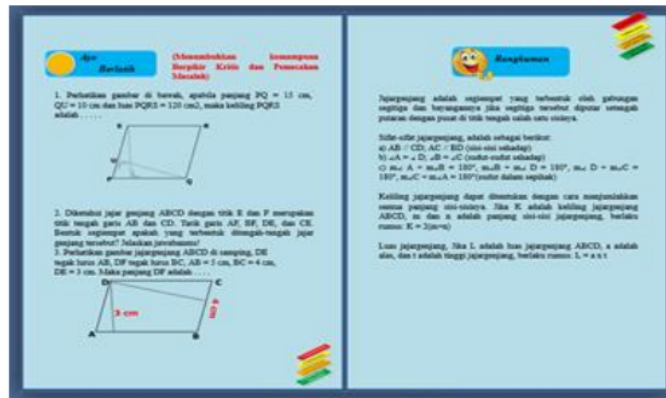 Ayo
Berlatih
(Menumbuhkan kemampuan
Berpikir Kritis dan Pemecahan
Masalah)
1. Perhatikan gambar di bawah, apabila panjang PQ = 15 cm,
QU = 10 cm dan luas PQRS = 120 cm2, maka keliling PQRS
adalah . . . . .
S R
U
P Q
2. Diketahui jajar genjang ABCD dengan titik E dan F merupakan
titik tengah garis AB dan CD. Tarik garis AF, BF, DE, dan CE.
Bentuk segiempat apakah yang terbentuk ditengah-tengah jajar
genjang tersebut? Jelaskan jawabanmu!
3. Perhatikan gambar jajargenjang ABCD di samping, DE
tegak lurus AB, DF tegak lurus BC, AB = 5 cm, BC = 4 cm,
DE = 3 cm. Maka panjang DF adalah . . . .
D C
3 cm
4 cm
A B
Rangkuman
Jajargenjang adalah segiempat yang terbentuk oleh gabungan
segitiga dan bayangannya jika segitiga tersebut diputar setengah
putaran dengan pusat di titik tengah salah satu sisinya.
Sifat-sifat jajargenjang, adalah sebagai berikut:
a) AB // CD; AC // BD (sisi-sisi sehadap)
b) ∠A = ∠ D; ∠B = ∠C (sudut-sudut sehadap)
c) m∠ A + m∠B = 180°, m∠B + m∠ D = 180°, m∠ D + m∠C =
180°, m∠C + m∠A = 180°(sudut dalam sepihak)
Keliling jajargenjang dapat ditentukan dengan cara menjumlahkan
semua panjang sisi-sisinya. Jika K adalah keliling jajargenjang
ABCD, m dan n adalah panjang sisi-sisi jajargenjang, berlaku
rumus: K = 2(m+n)
Luas jajargenjang, Jika L adalah luas jajargenjang ABCD, a adalah
alas, dan t adalah tinggi jajargenjang, berlaku rumus: L = a x t